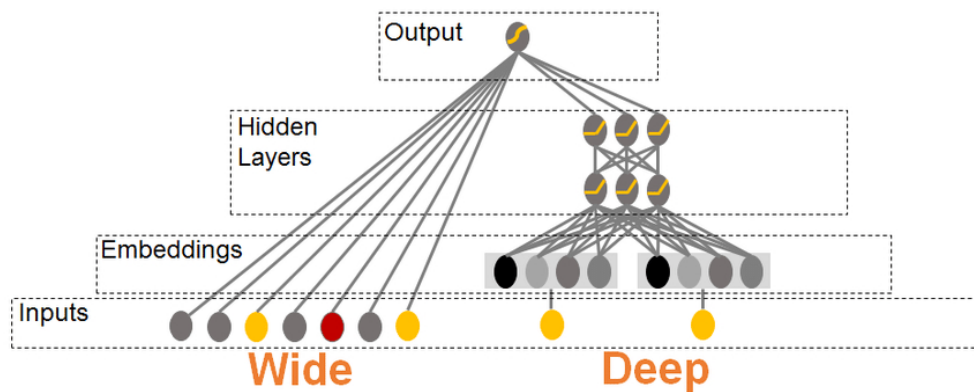 Output
Hidden
Layers
Embeddings
Inputs
Wide
Deep